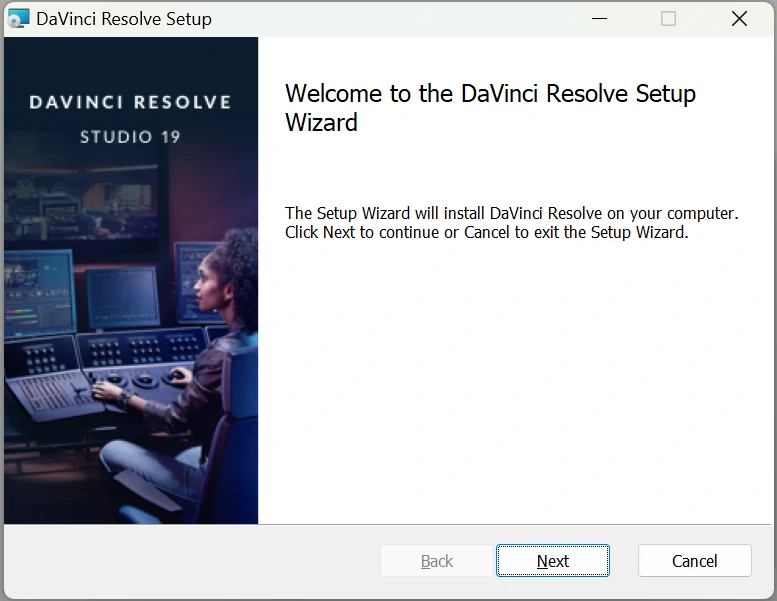 DaVinci Resolve Setup
DAVINCI RESOLVE
STUDIO 19
Welcome to the DaVinci Resolve Setup
Wizard
The Setup Wizard will install DaVinci Resolve on your computer.
Click Next to continue or Cancel to exit the Setup Wizard.
Back
Next
Cancel